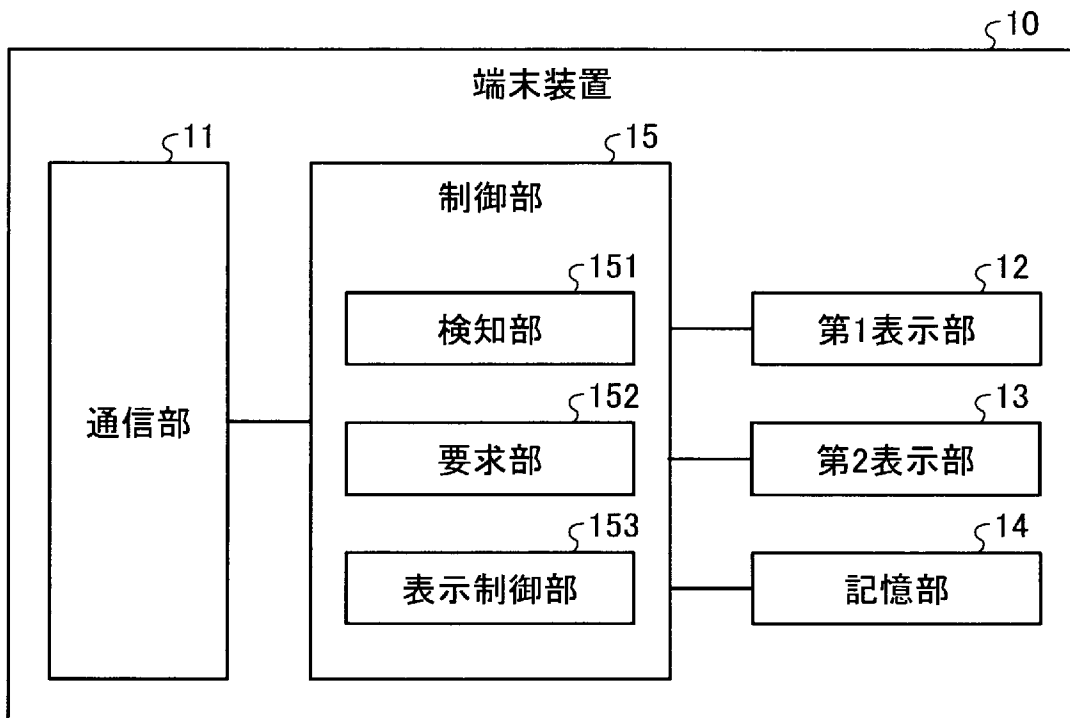 10
端末装置
11
15
制御部
151
12
検知部
第1表示部
152
13
通信部
要求部
第2表示部
153
14
表示制御部
記憶部